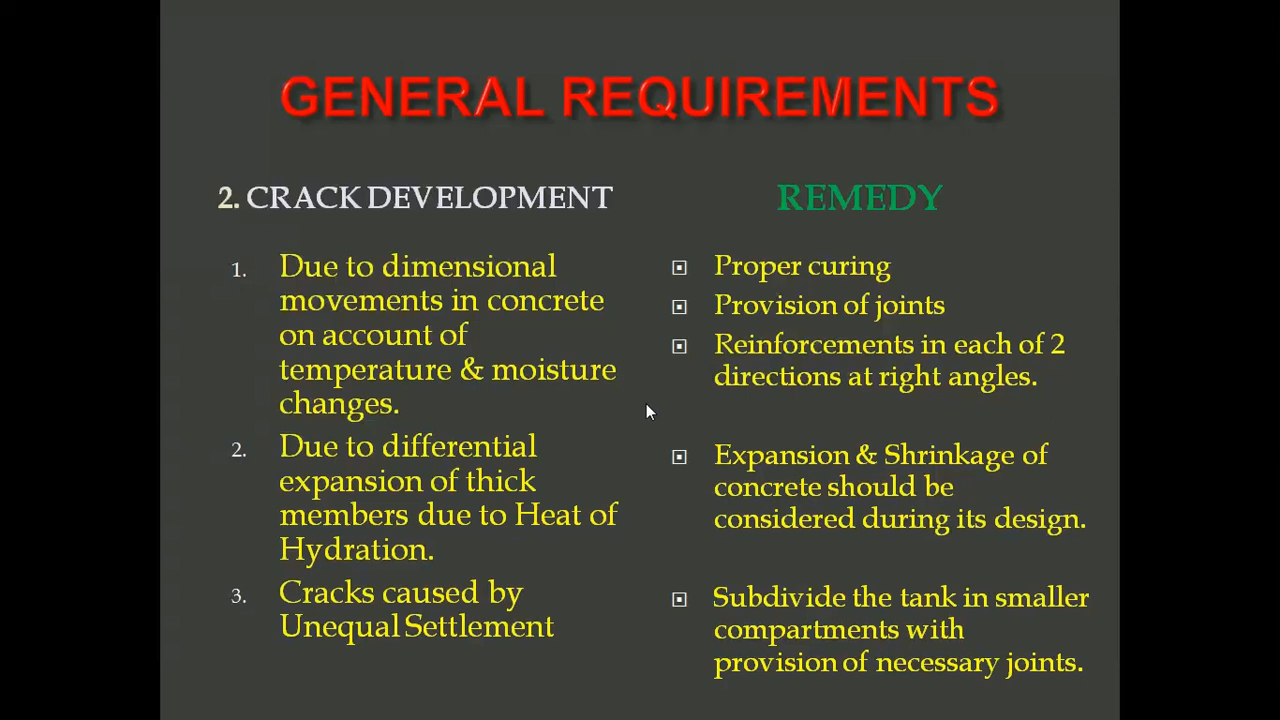 GENERAL REQUIREMENTS
2. CRACK DEVELOPMENT
1. Due to dimensional
movements in concrete
on account of
temperature & moisture
changes.
2. Due to differential
expansion of thick
members due to Heat of
Hydration.
3. Cracks caused by
Unequal Settlement
REMEDY
Proper curing
Provision of joints
Reinforcements in each of 2
directions at right angles.
Expansion & Shrinkage of
concrete should be
considered during its design.
Subdivide the tank in smaller
compartments with
provision of necessary joints.